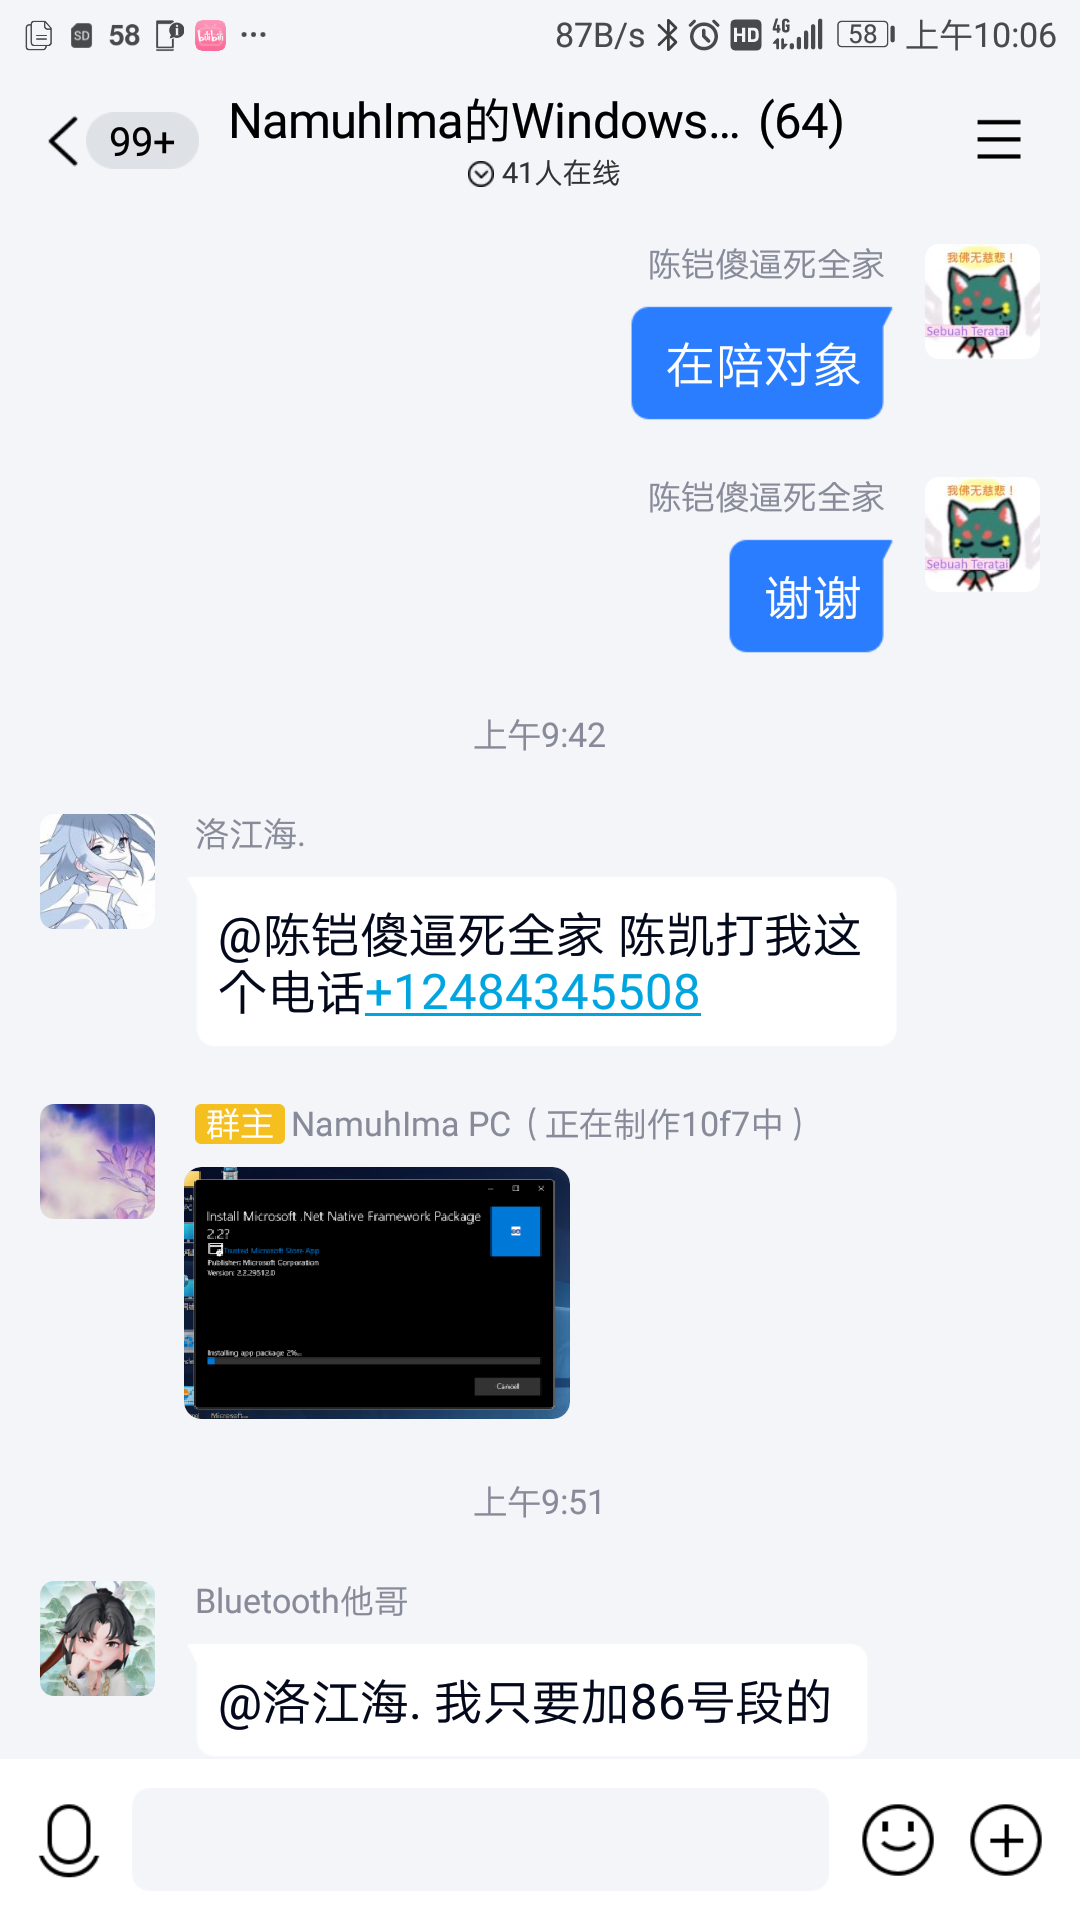 SD 58 bilibili ··· 87B/s HD 4G 58 上午10:06
99+ NamuhIma的Windows... (64)
41人在线
陈铠傻逼死全家
我佛无慈悲！
Sebuah Teratai
在陪对象
陈铠傻逼死全家
我佛无慈悲！
Sebuah Teratai
谢谢
上午9:42
洛江海.
@陈铠傻逼死全家 陈凯打我这
个电话+12484345508
群主 NamuhIma PC（正在制作10f7中）
Install Microsoft .Net Native Framework Package
2.2?
Trusted Microsoft Store App
Publisher: Microsoft Corporation
Version: 2.2.29512.0
Installing app package 2%...
Cancel
Microsoft...
上午9:51
Bluetooth他哥
@洛江海. 我只要加86号段的